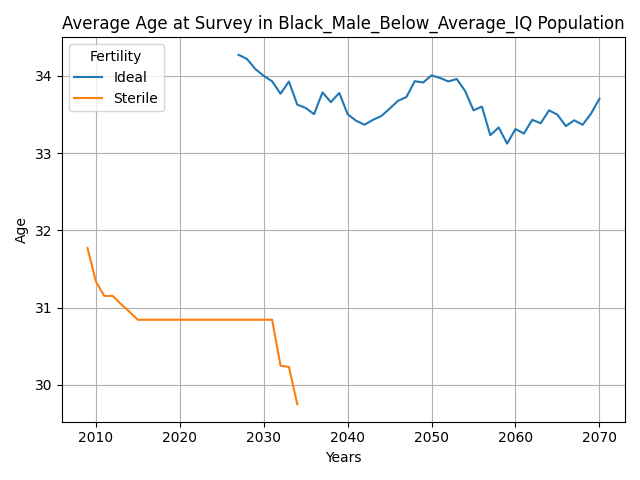 Average Age at Survey in Black_Male_Below_Average_IQ Population
Fertility
Ideal
Sterile
34
33
32
31
30
Age
2010 2020 2030 2040 2050 2060 2070
Years